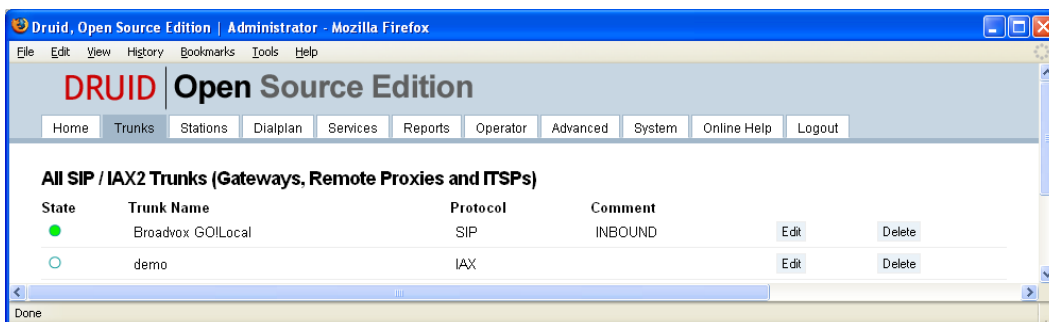 Druid, Open Source Edition | Administrator - Mozilla Firefox
File Edit View History Bookmarks Tools Help
DRUID Open Source Edition
Home Trunks Stations Dialplan Services Reports Operator Advanced System Online Help Logout
All SIP / IAX2 Trunks (Gateways, Remote Proxies and ITSPs)
State Trunk Name Protocol Comment
Broadvox GO!Local SIP INBOUND Edit Delete
demo IAX Edit Delete
Done